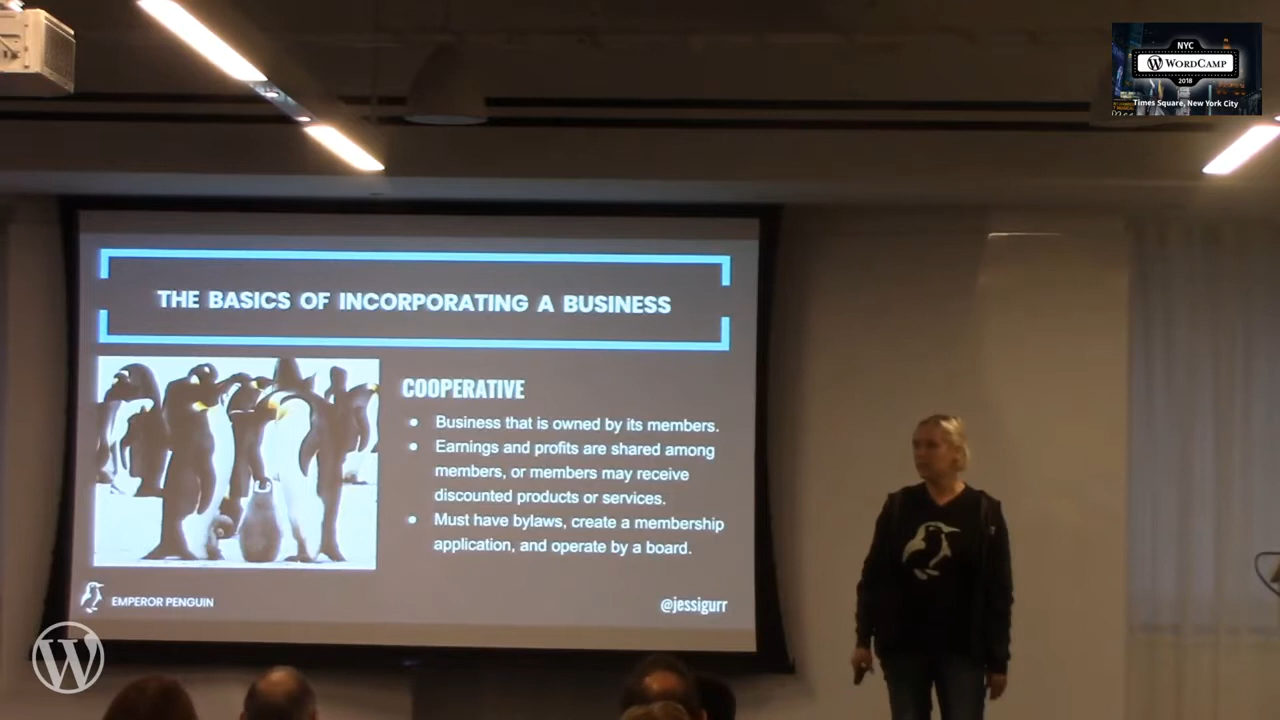 NYC
WORDCAMP
2018
Times Square, New York City
THE BASICS OF INCORPORATING A BUSINESS
COOPERATIVE
● Business that is owned by its members.
● Earnings and profits are shared among
members, or members may receive
discounted products or services.
● Must have bylaws, create a membership
application, and operate by a board.
EMPEROR PENGUIN
@jessigurr